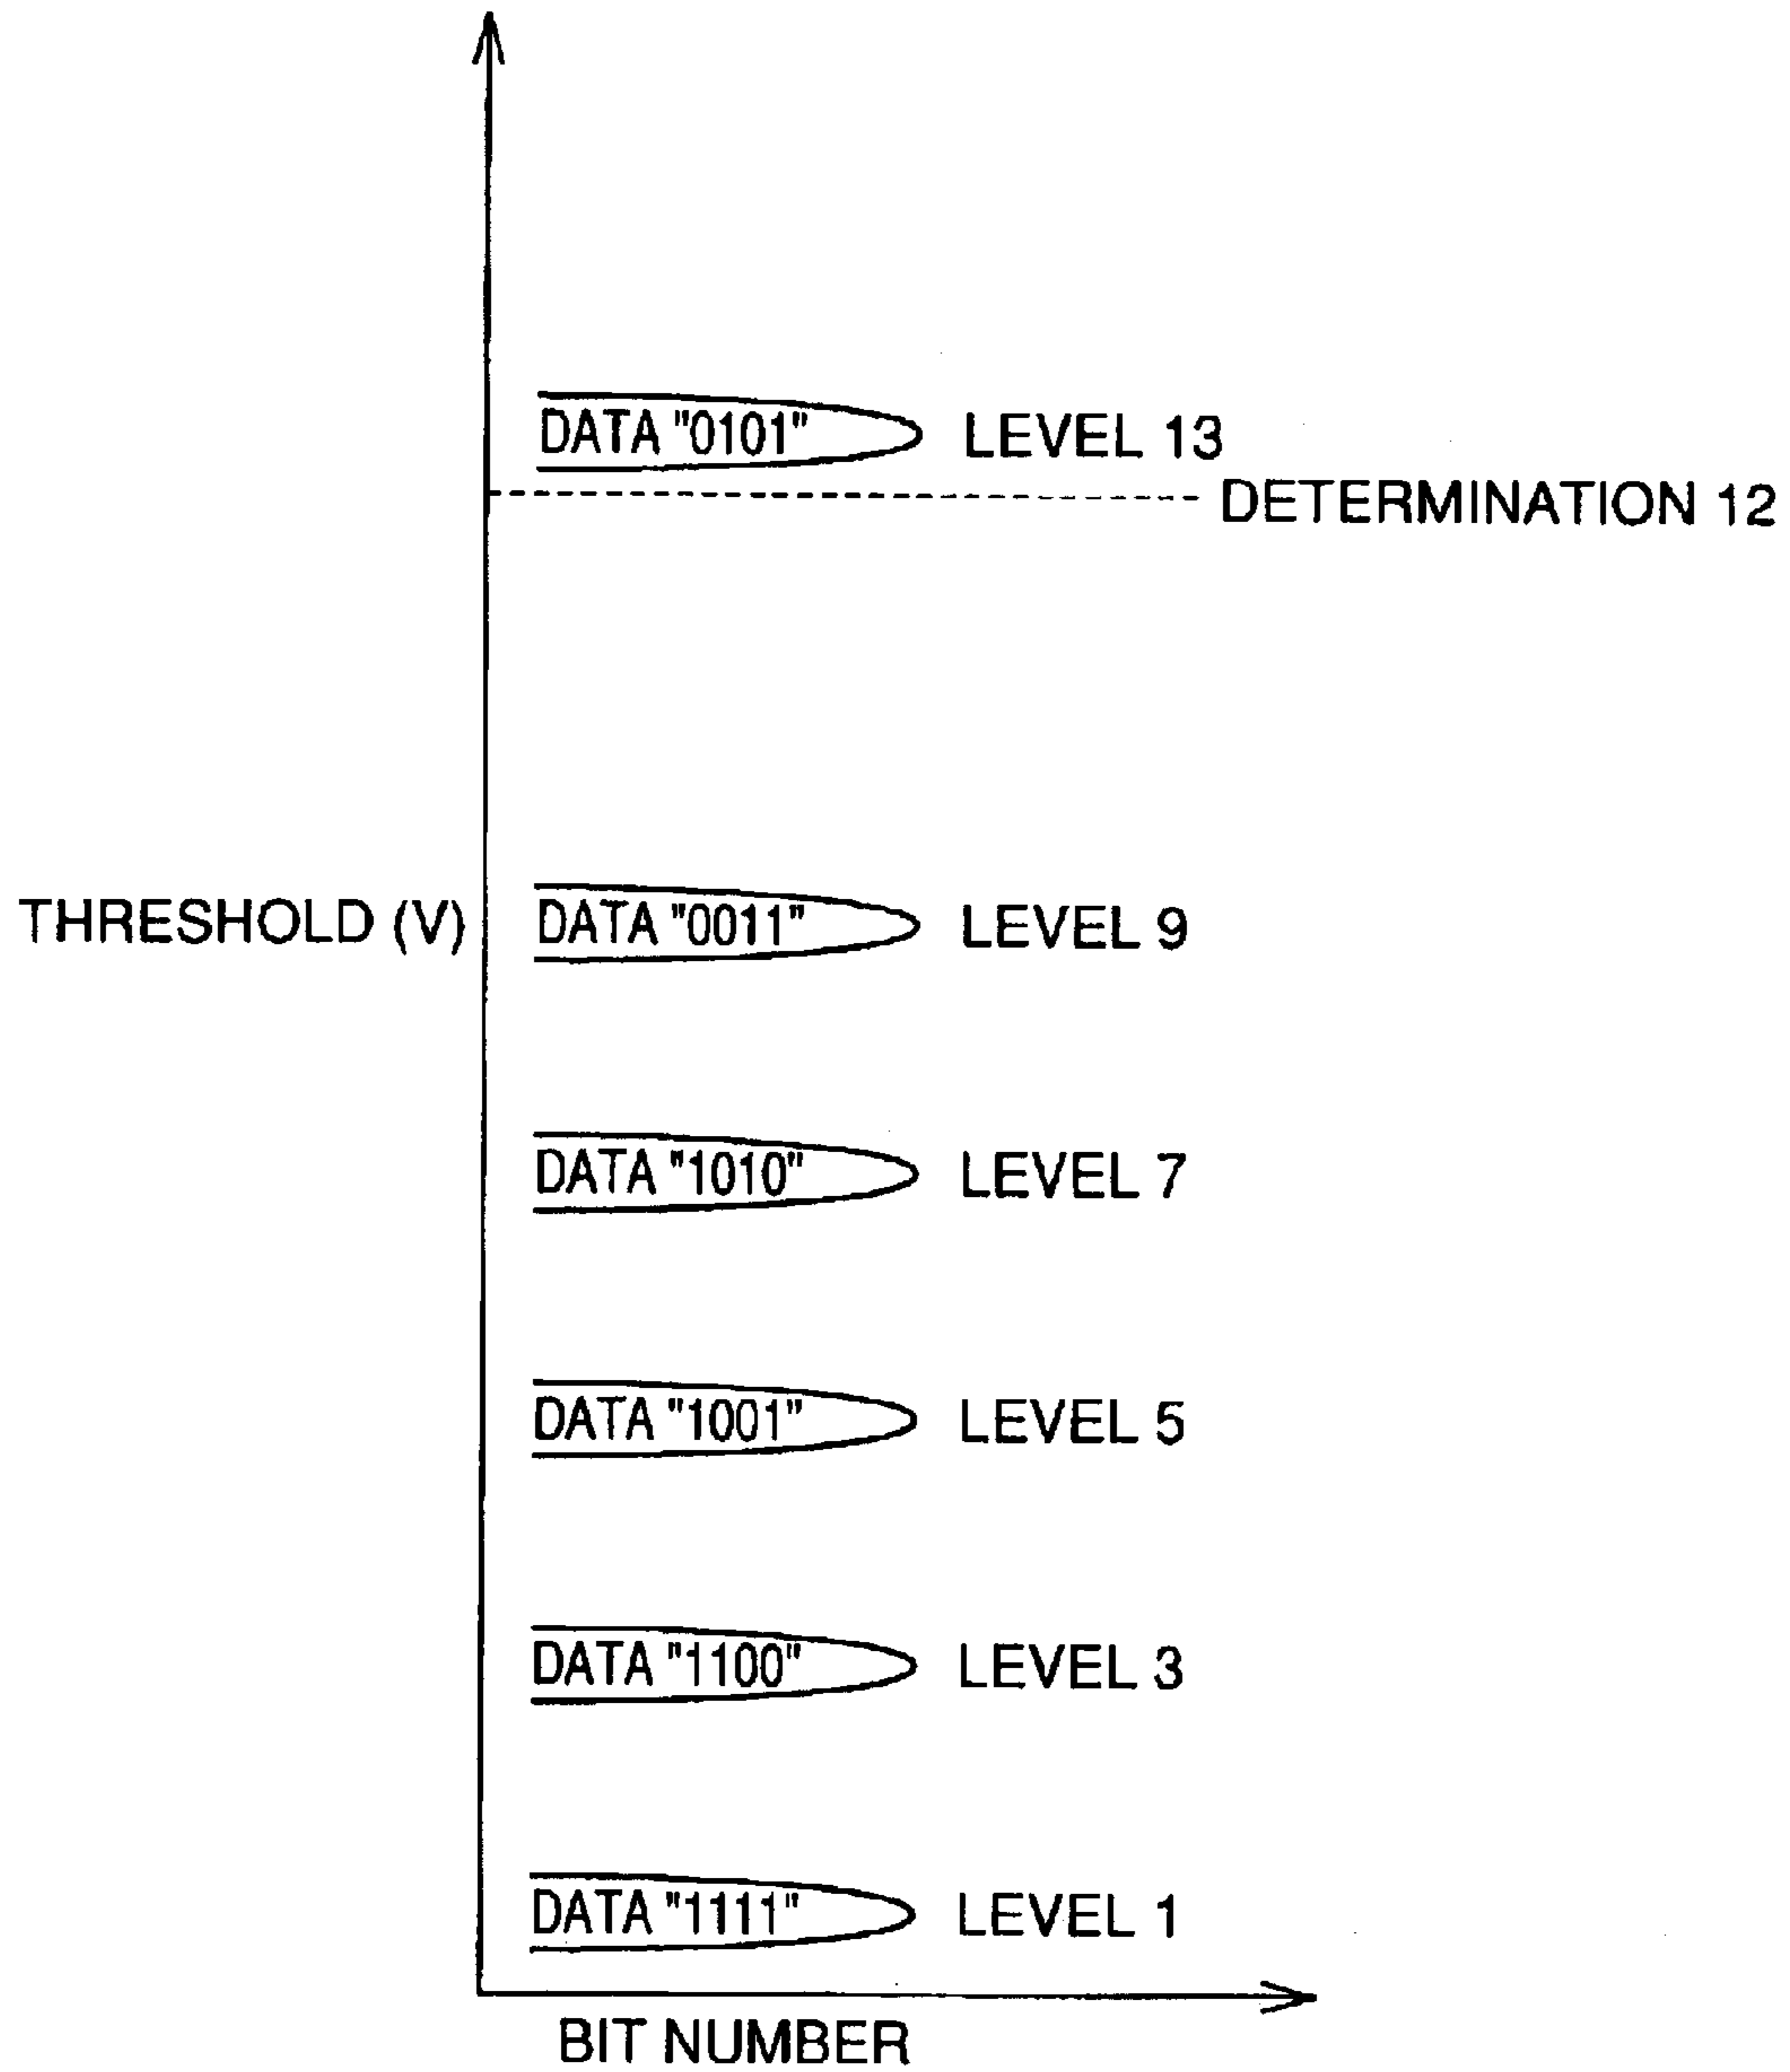 DATA "0101" LEVEL 13
DETERMINATION 12
THRESHOLD (V) DATA "0011" LEVEL 9
DATA "1010" LEVEL 7
DATA "1001" LEVEL 5
DATA "1100" LEVEL 3
DATA "1111" LEVEL 1
BIT NUMBER